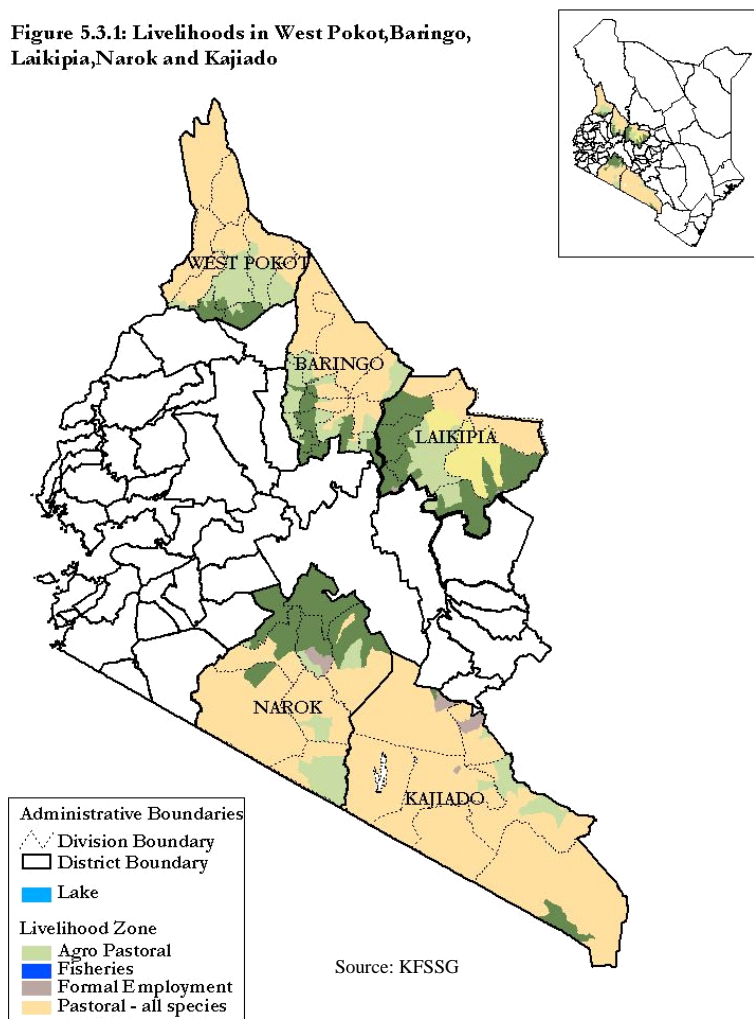 Figure 5.3.1: Livelihoods in West Pokot,Baringo,
Laikipia,Narok and Kajiado
WEST POKOT
BARINGO
LAIKIPIA
NAROK
KAJIADO
Administrative Boundaries
Division Boundary
District Boundary
Lake
Livelihood Zone
Agro Pastoral
Fisheries
Formal Employment
Pastoral - all species
Source: KFSSG